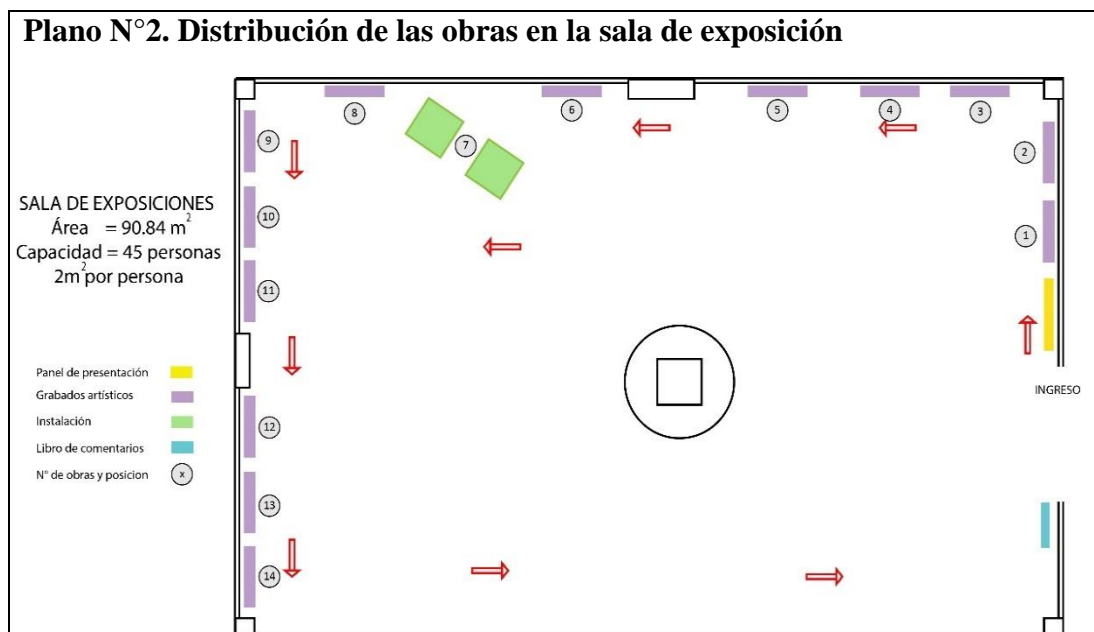 Plano N°2. Distribución de las obras en la sala de exposición
8
6
5
4
3
9
7
2
SALA DE EXPOSICIONES
Área = 90.84 m²
Capacidad = 45 personas
2m² por persona
10
1
11
Panel de presentación
Grabados artísticos
Instalación
Libro de comentarios
N° de obras y posicion x
INGRESO
12
13
14